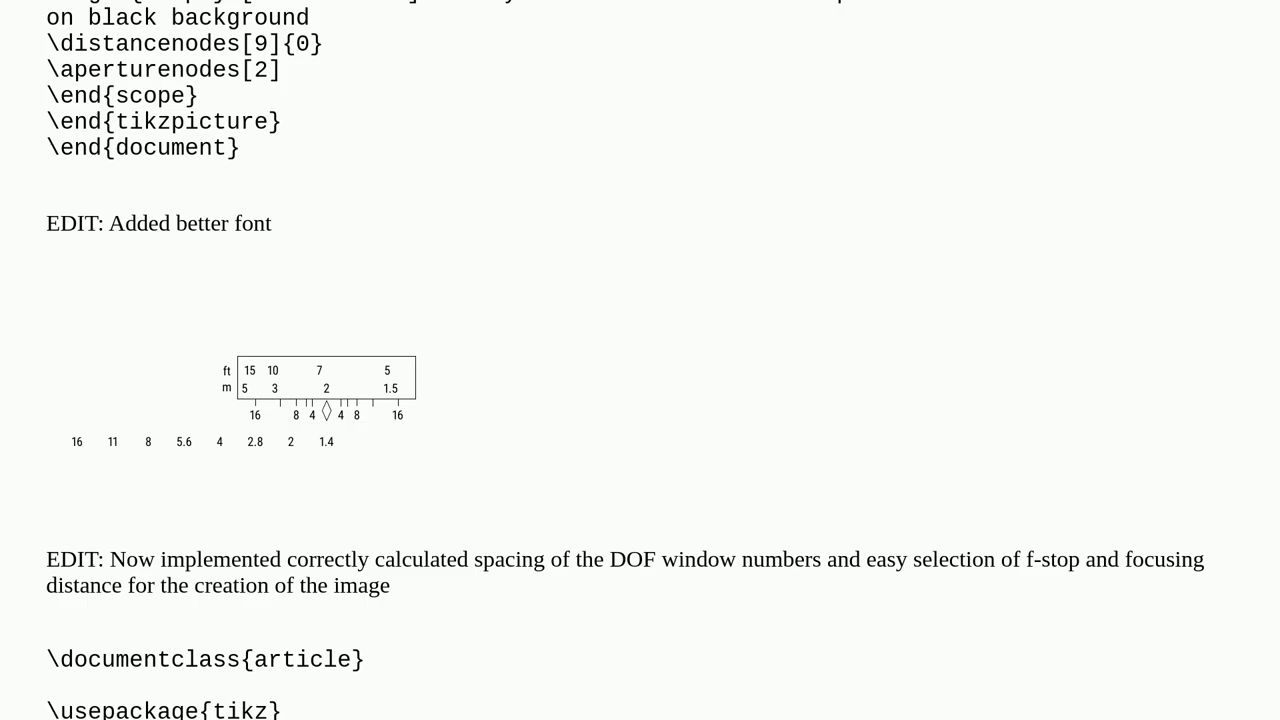 on black background
\distancenodes[9]{0}
\aperturenodes[2]
\end{scope}
\end{tikzpicture}
\end{document}
EDIT: Added better font
ft 15 10 7 5
m 5 3 2 1.5
16 8 4 4 8 16
16 11 8 5.6 4 2.8 2 1.4
EDIT: Now implemented correctly calculated spacing of the DOF window numbers and easy selection of f-stop and focusing
distance for the creation of the image
\documentclass{article}
\usepackage{tikz}